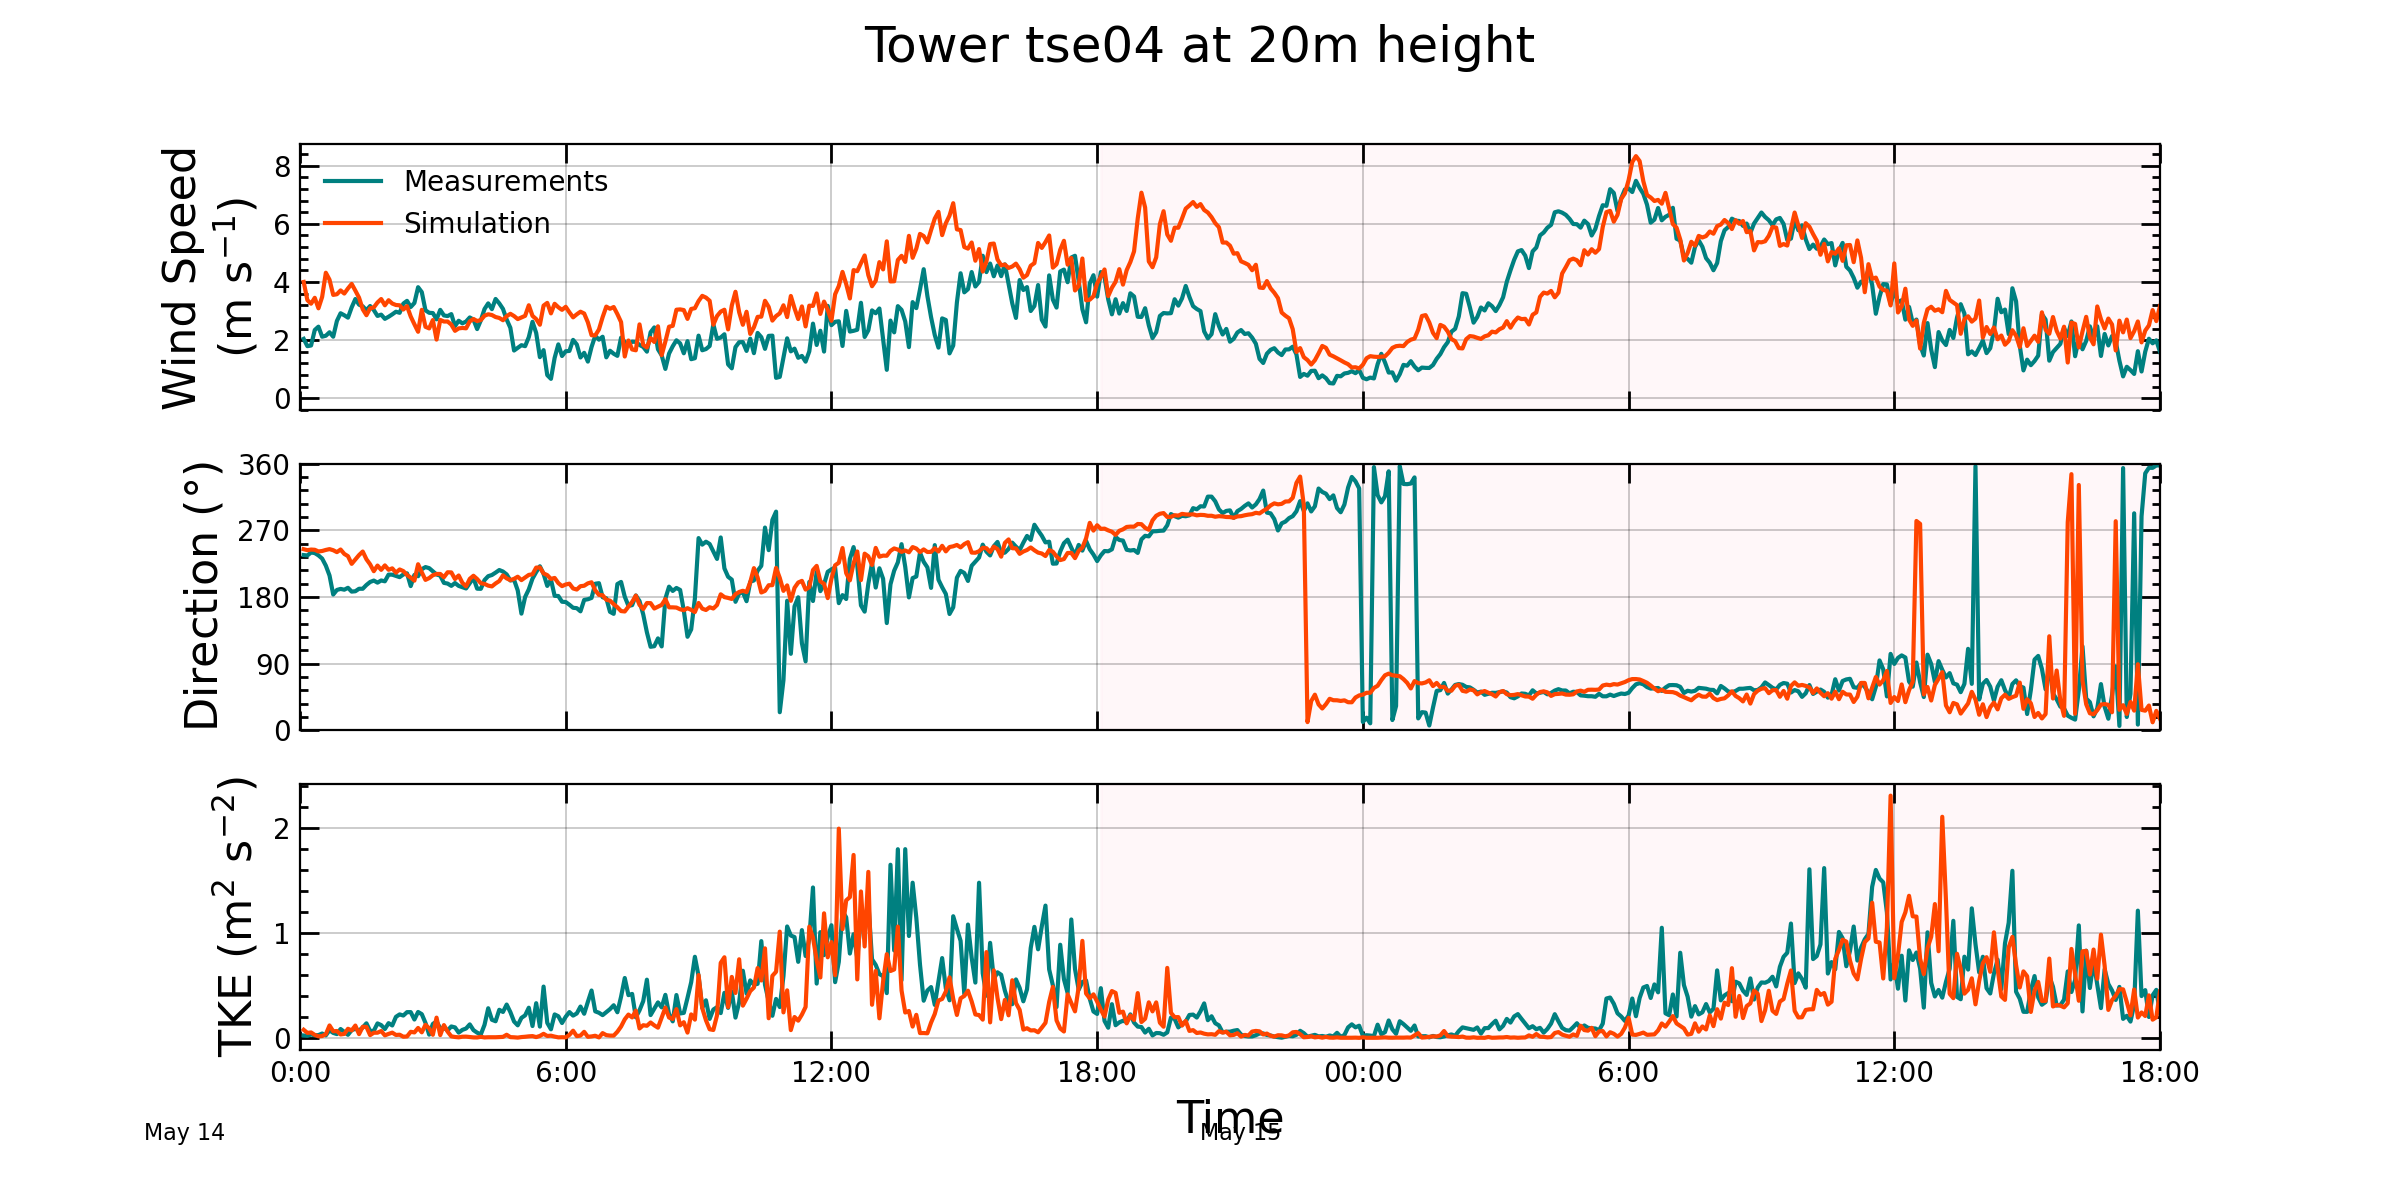 Tower tse04 at 20m height
Wind Speed
(m s⁻¹)
8
6
4
2
0
Measurements
Simulation
Direction (°)
360
270
180
90
0
TKE (m² s⁻²)
2
1
0
0:00 6:00 12:00 18:00 00:00 6:00 12:00 18:00
Time
May 14 May 15